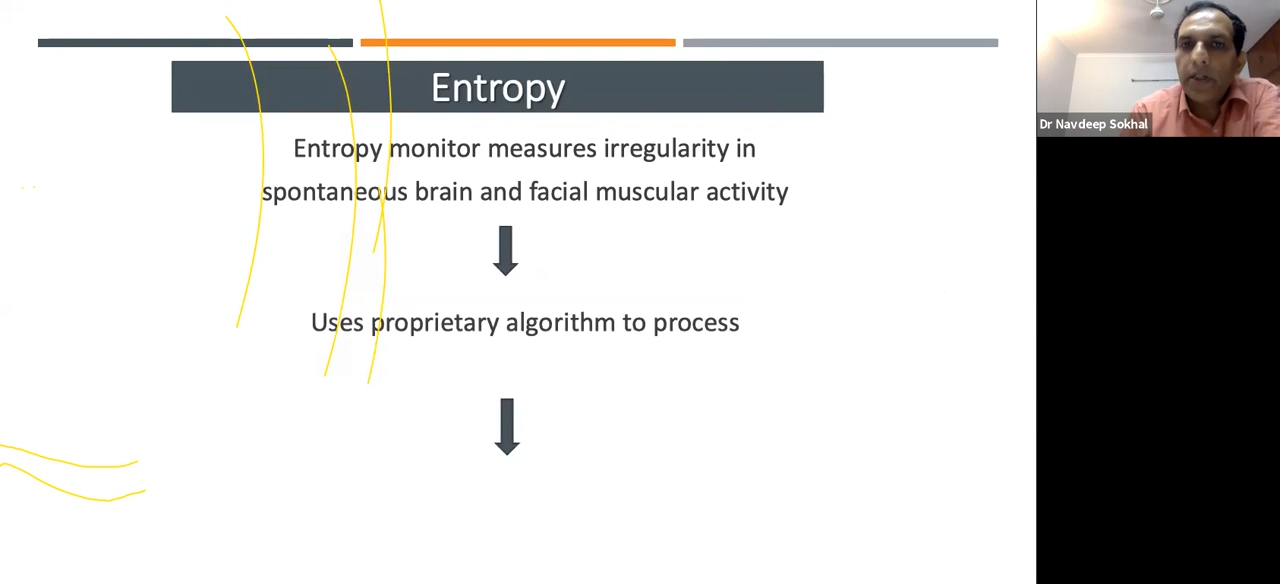 Entropy
Entropy monitor measures irregularity in
spontaneous brain and facial muscular activity
Uses proprietary algorithm to process
Dr Navdeep Sokhal